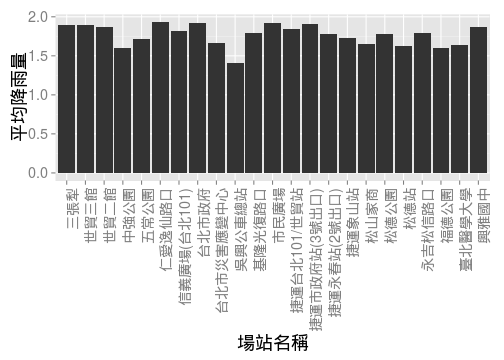 平均降雨量
2.0
1.5
1.0
0.5
0.0
三張犁
世貿三館
世貿二館
中強公園
五常公園
仁愛逸仙路口
信義廣場(台北101)
台北市政府
台北市災害應變中心
吳興公車總站
基隆光復路口
市民廣場
捷運台北101/世貿站
捷運市政府站(3號出口)
捷運永春站(2號出口)
捷運象山站
松山家商
松德公園
松德站
永吉松信路口
福德公園
臺北醫學大學
興雅國中
場站名稱